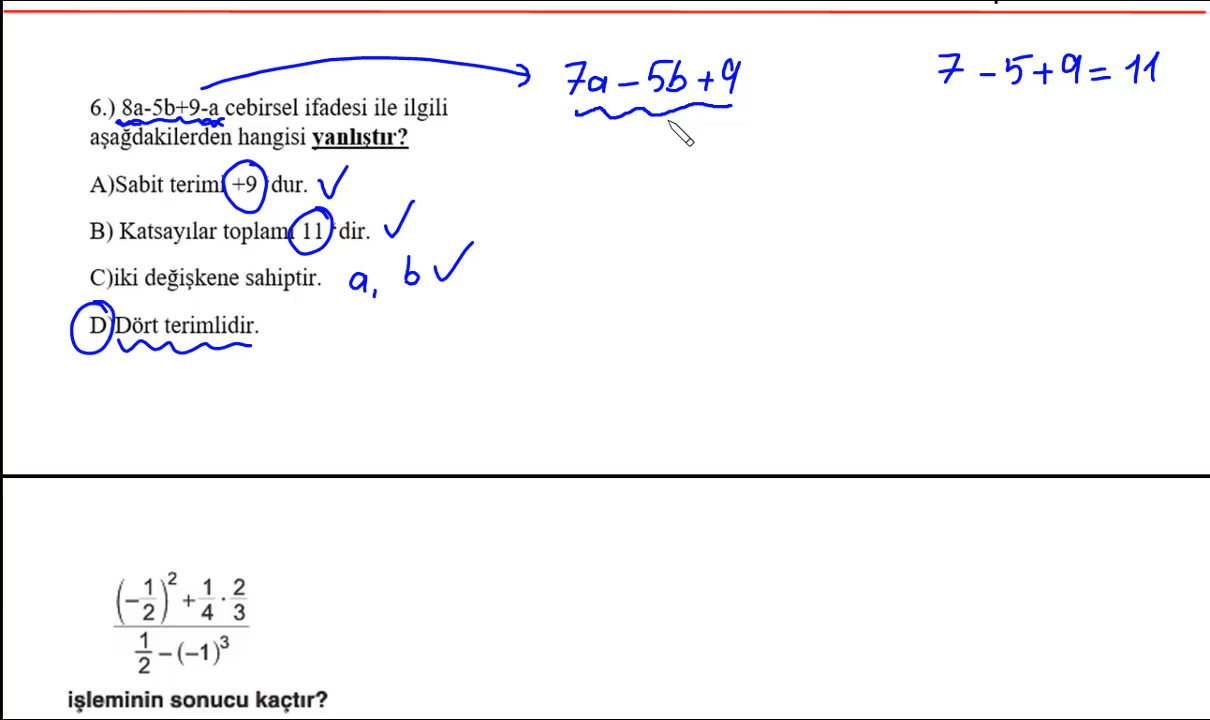 7a - 5b + 9
7 - 5 + 9 = 11
6.) 8a-5b+9-a cebirsel ifadesi ile ilgili
aşağdakilerden hangisi yanlıştır?
A)Sabit terimi +9 dur. ✓
B) Katsayılar toplamı 11 dir. ✓
C)iki değişkene sahiptir. a, b ✓
D)Dört terimlidir.
((-1/2)^2 + 1/4 · 2/3) / (1/2 - (-1)^3)
işleminin sonucu kaçtır?